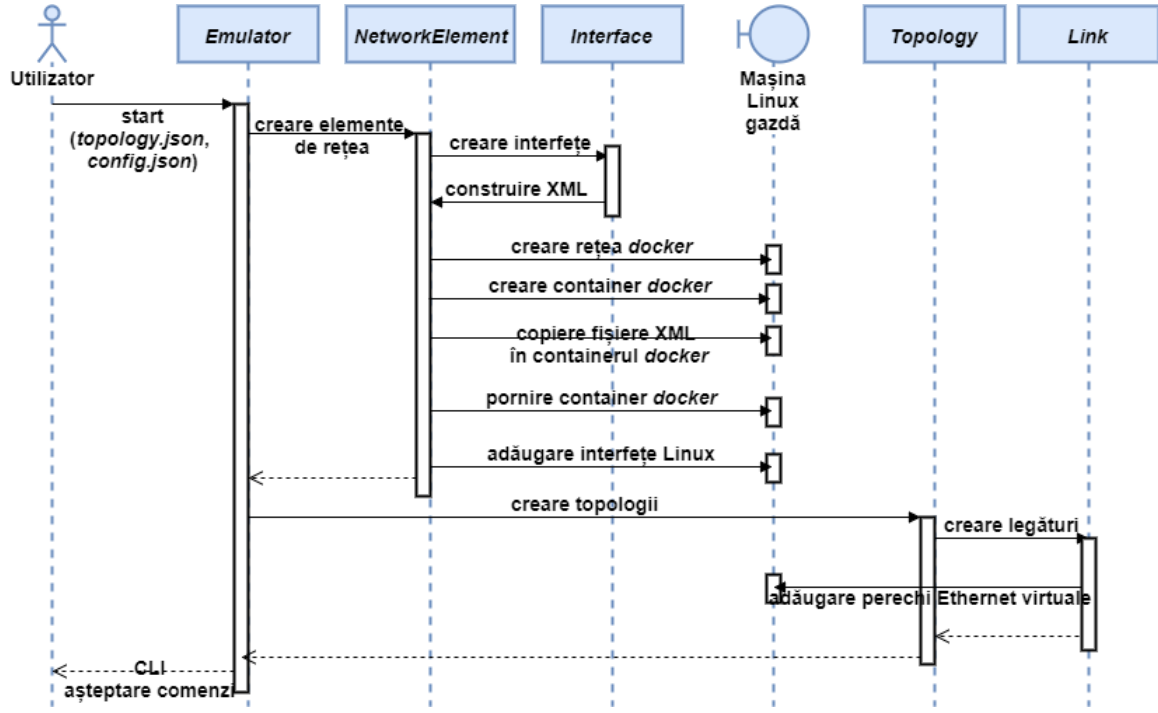 Emulator
NetworkElement
Interface
Topology
Link
Utilizator
Mașina
Linux
gazdă
start
(topology.json,
config.json)
creare elemente
de rețea
creare interfețe
construire XML
creare rețea docker
creare container docker
copiere fișiere XML
în containerul docker
pornire container docker
adăugare interfețe Linux
creare topologii
creare legături
adăugare perechi Ethernet virtuale
CLI
așteptare comenzi